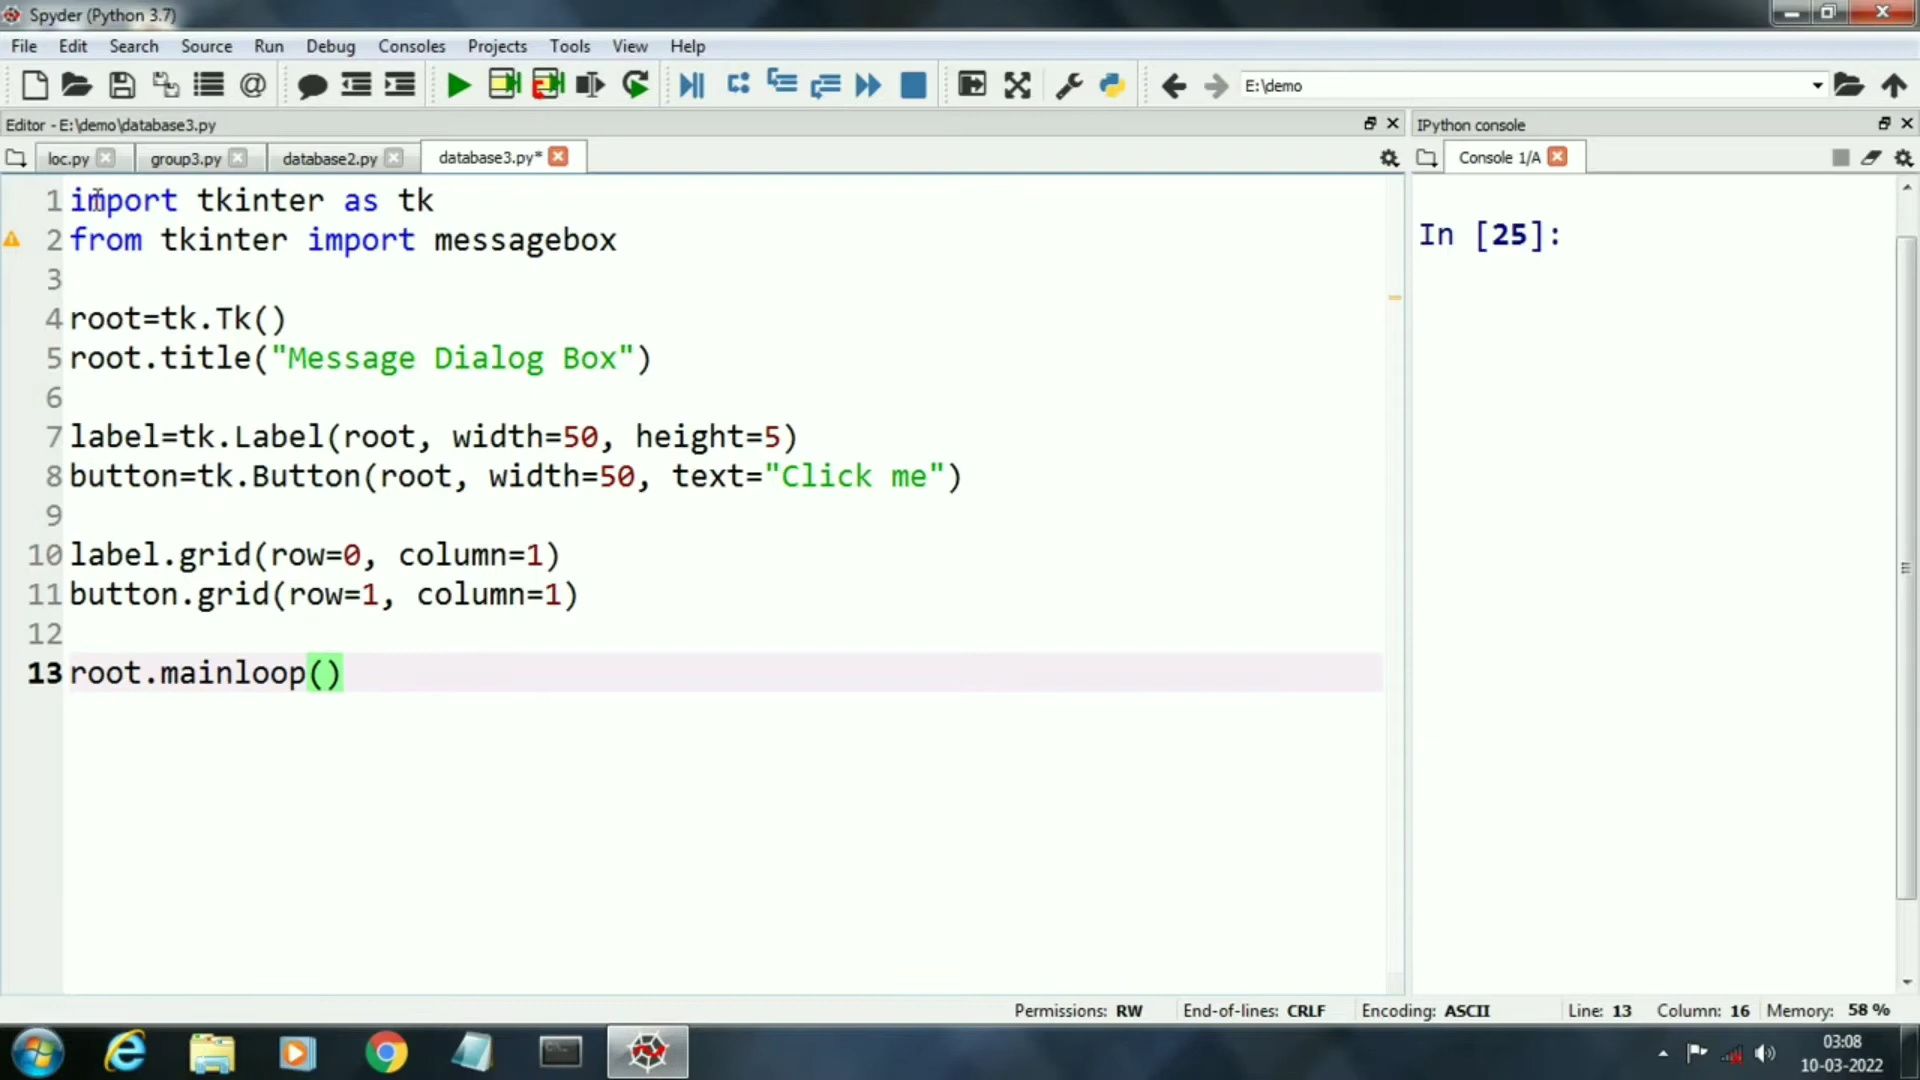 Spyder (Python 3.7)
File Edit Search Source Run Debug Consoles Projects Tools View Help
E:\demo
Editor - E:\demo\database3.py
IPython console
loc.py group3.py database2.py database3.py*
Console 1/A
1 import tkinter as tk
2 from tkinter import messagebox
3
4 root=tk.Tk()
5 root.title("Message Dialog Box")
6
7 label=tk.Label(root, width=50, height=5)
8 button=tk.Button(root, width=50, text="Click me")
9
10 label.grid(row=0, column=1)
11 button.grid(row=1, column=1)
12
13 root.mainloop()
In [25]:
Permissions: RW End-of-lines: CRLF Encoding: ASCII Line: 13 Column: 16 Memory: 58 %
03:08
10-03-2022